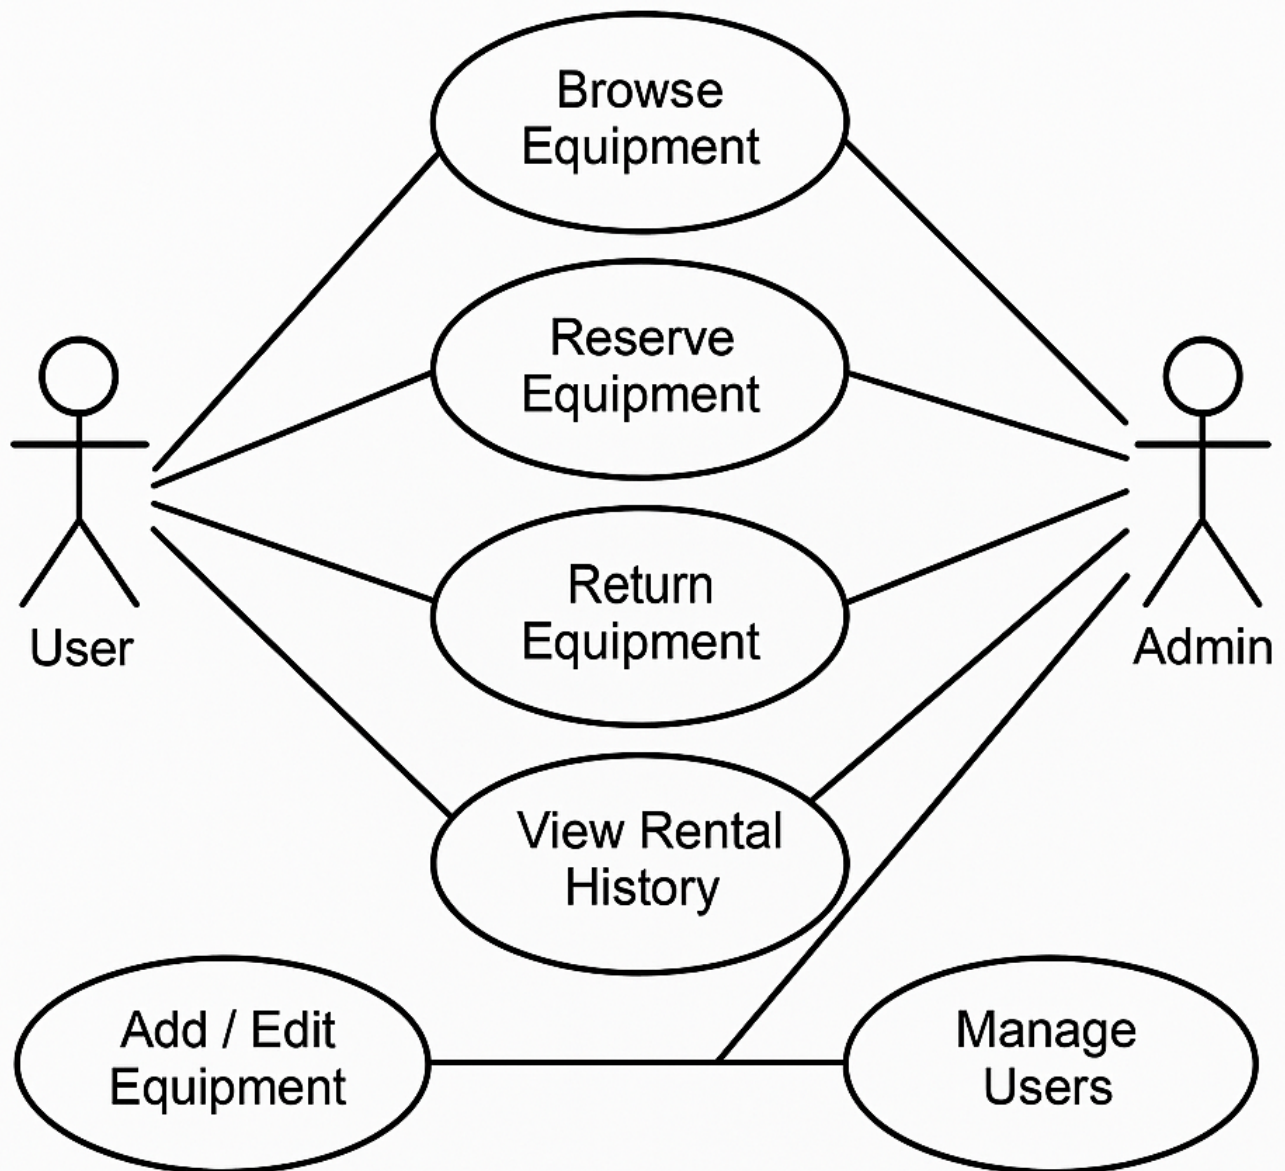 Browse
Equipment
Reserve
Equipment
User
Admin
Return
Equipment
View Rental
History
Add / Edit
Equipment
Manage
Users